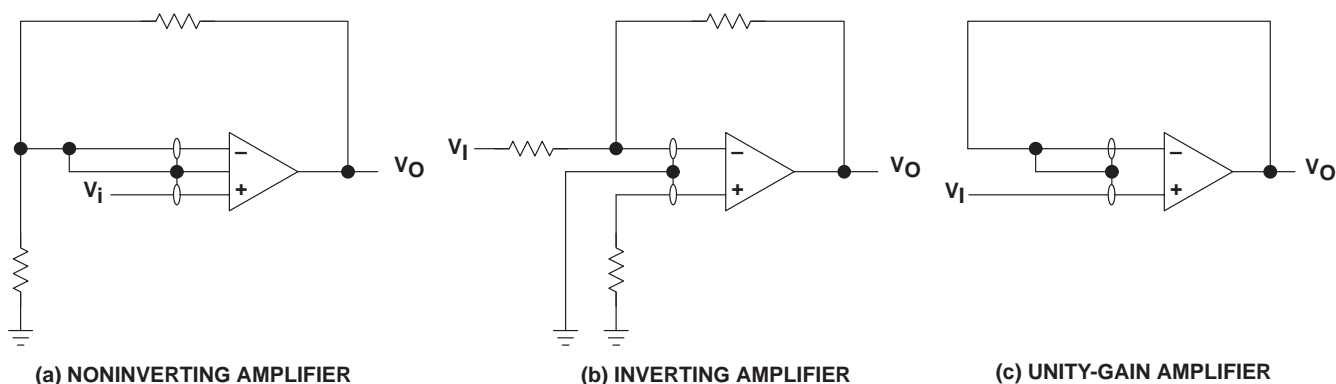 Vi
−
+
VO
(a) NONINVERTING AMPLIFIER
VI
−
+
VO
(b) INVERTING AMPLIFIER
VI
−
+
VO
(c) UNITY-GAIN AMPLIFIER